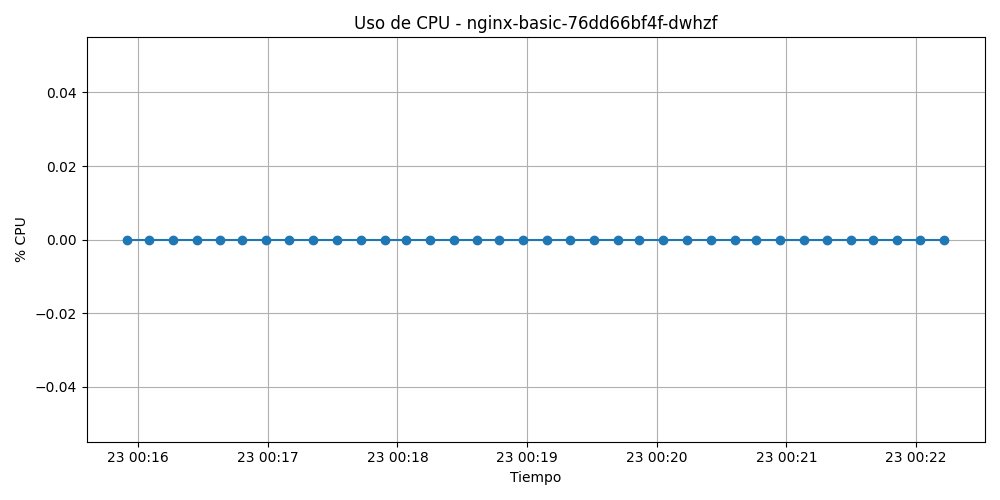 Uso de CPU - nginx-basic-76dd66bf4f-dwhzf
% CPU
0.04
0.02
0.00
−0.02
−0.04
23 00:16 23 00:17 23 00:18 23 00:19 23 00:20 23 00:21 23 00:22
Tiempo